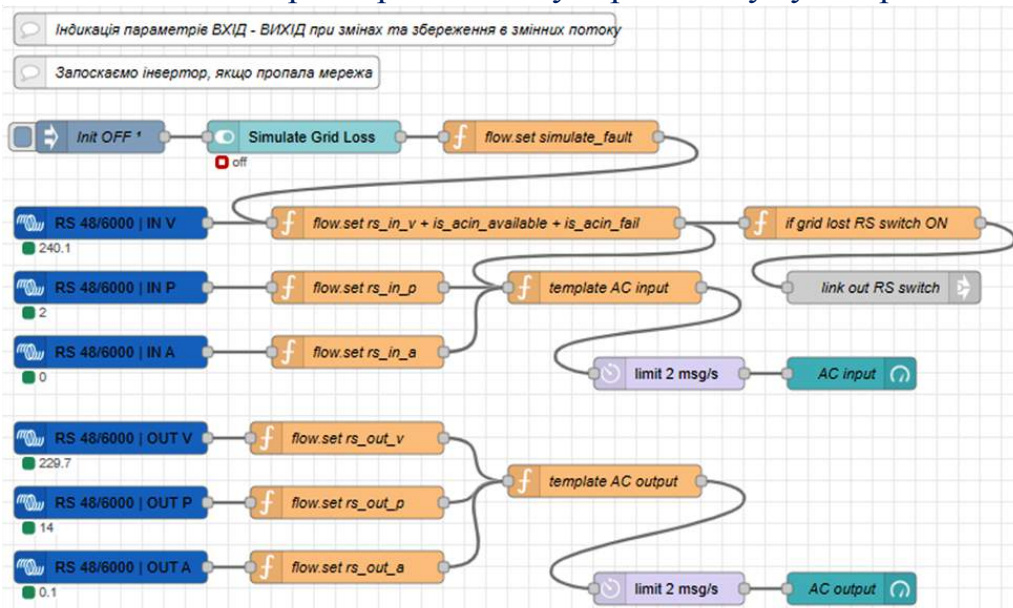 Індикація параметрів ВХІД - ВИХІД при змінах та збереження в змінних потоку
Запоскаємо інвертор, якщо пропала мережа
Init OFF ¹
Simulate Grid Loss
flow.set simulate_fault
off
RS 48/6000 | IN V
flow.set rs_in_v + is_acin_available + is_acin_fail
if grid lost RS switch ON
240.1
RS 48/6000 | IN P
flow.set rs_in_p
template AC input
link out RS switch
2
RS 48/6000 | IN A
flow.set rs_in_a
limit 2 msg/s
AC input
0
RS 48/6000 | OUT V
flow.set rs_out_v
229.7
template AC output
RS 48/6000 | OUT P
flow.set rs_out_p
14
RS 48/6000 | OUT A
flow.set rs_out_a
limit 2 msg/s
AC output
0.1